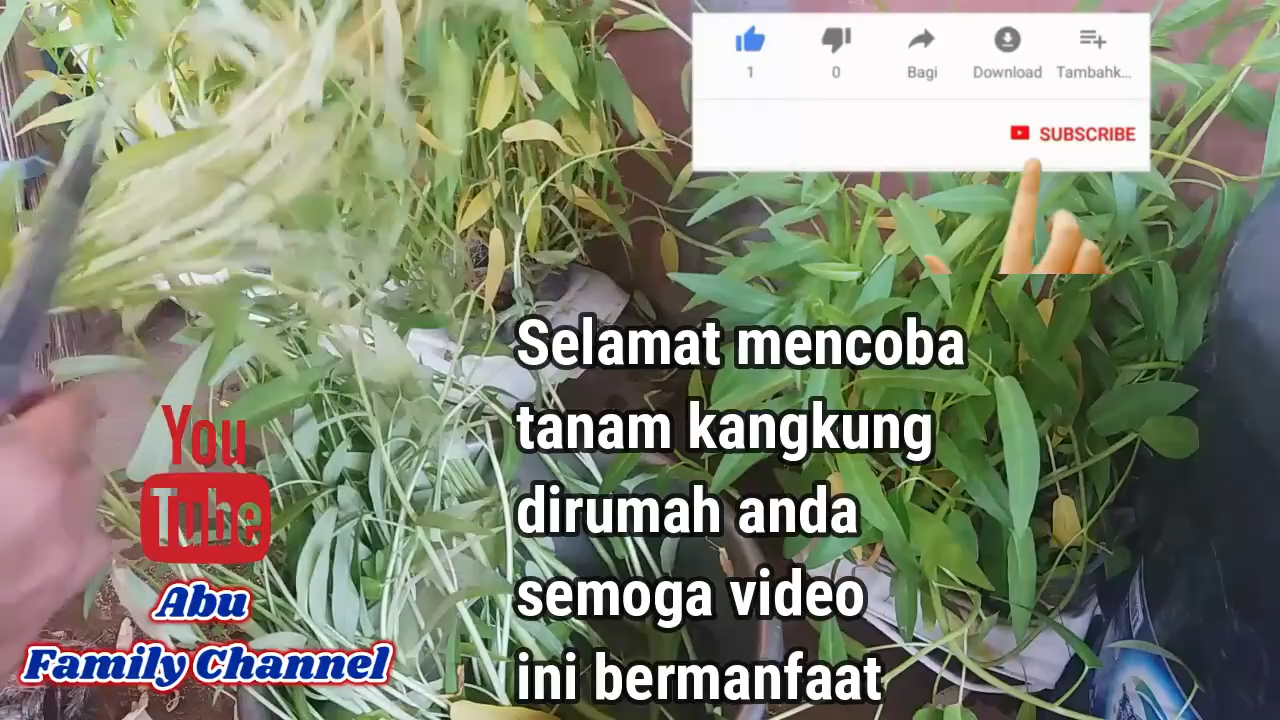 1 0 Bagi Download Tambahk...
SUBSCRIBE
Selamat mencoba
tanam kangkung
dirumah anda
semoga video
ini bermanfaat
You
Tube
Abu
Family Channel